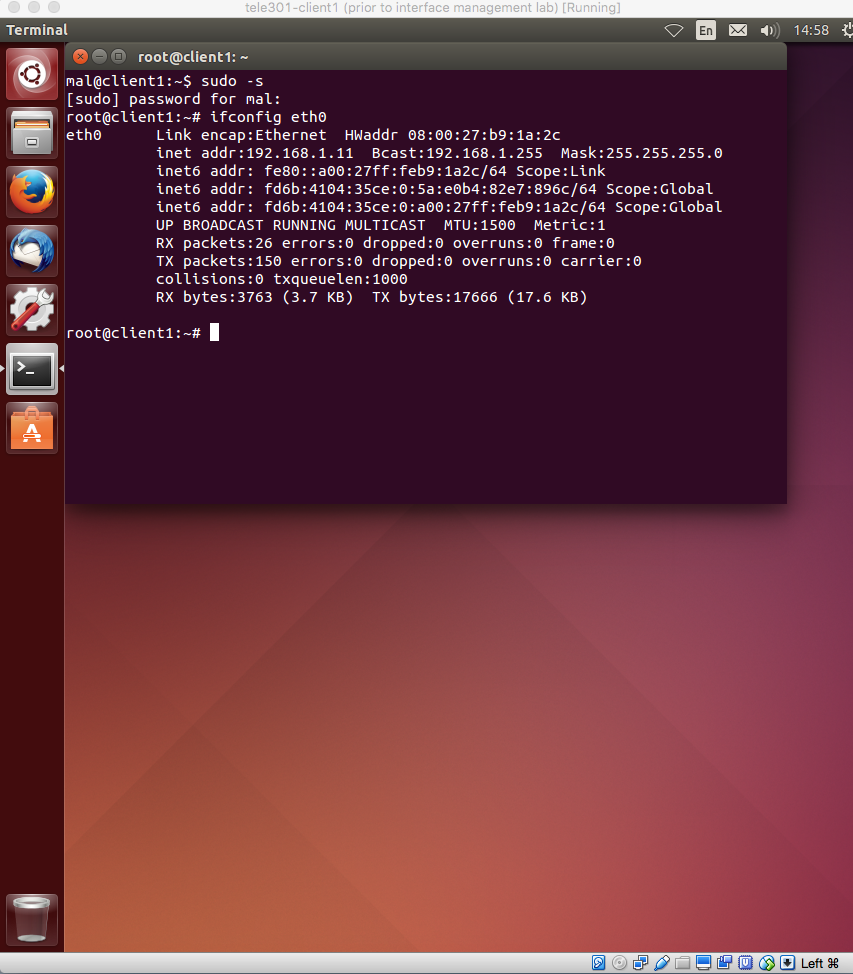 tele301-client1 (prior to interface management lab) [Running]
Terminal En 14:58
root@client1: ~
mal@client1:~$ sudo -s
[sudo] password for mal:
root@client1:~# ifconfig eth0
eth0      Link encap:Ethernet  HWaddr 08:00:27:b9:1a:2c
          inet addr:192.168.1.11  Bcast:192.168.1.255  Mask:255.255.255.0
          inet6 addr: fe80::a00:27ff:feb9:1a2c/64 Scope:Link
          inet6 addr: fd6b:4104:35ce:0:5a:e0b4:82e7:896c/64 Scope:Global
          inet6 addr: fd6b:4104:35ce:0:a00:27ff:feb9:1a2c/64 Scope:Global
          UP BROADCAST RUNNING MULTICAST  MTU:1500  Metric:1
          RX packets:26 errors:0 dropped:0 overruns:0 frame:0
          TX packets:150 errors:0 dropped:0 overruns:0 carrier:0
          collisions:0 txqueuelen:1000
          RX bytes:3763 (3.7 KB)  TX bytes:17666 (17.6 KB)
root@client1:~#
Left ⌘